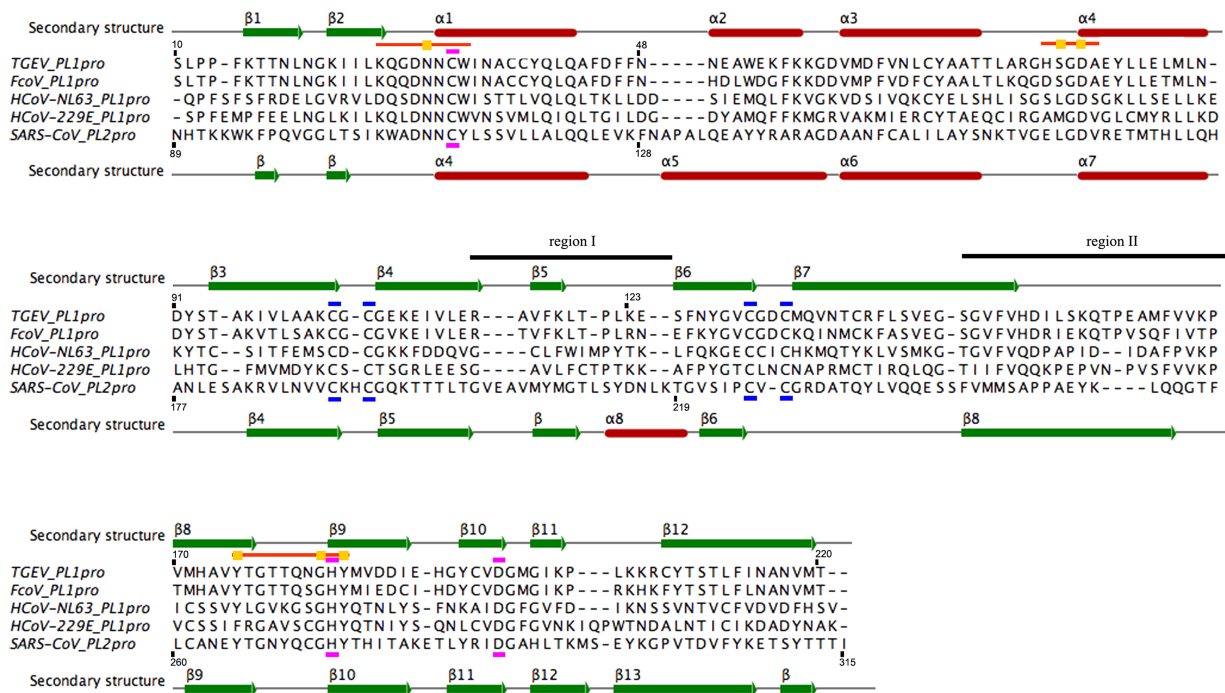 Secondary structure β1 β2 α1 α2 α3 α4
10 48
TGEV_PL1pro SLPP-FKTTNLNGKIILKQGDNNCWINACCYQLQAFDFFN-----NEAWEKFKKGDVMDFVNLCYAATTLARGHSGDAEYLLELMLN-
FcoV_PL1pro SLTP-FKTTNLNGKIILKQGDNNCWINACCYQLQAFDFFN-----HDLWDGFKKDDVMPFVDFCYAALTLKQGDSGDAEYLLETMLN-
HCoV-NL63_PL1pro -QPFSFSFRDELGVRVLDQSDNNCWISTTLVQLQLTKLLDD----SIEMQLFKVGKVDSIVQKCYELSHLISGSLGDSGKLLSELLKE
HCoV-229E_PL1pro SPFEMPFEELNGLKILKQLDNNCWVNSVMLQIQLTGILDG----DYAMQFFKMGRVAKMIERCYTAEQCIRGAMGDVGLCMYRLLKD
SARS-CoV_PL2pro NHTKKWKFPQVGGLTSIKWADNNCYLSSVLLALQQLEVKFNAPALQEAYYRARAGDAANFCALILAYSNKTVGELGDVRETMTHLLQH
89 128
Secondary structure β β α4 α5 α6 α7
region I region II
Secondary structure β3 β4 β5 β6 β7
91 123
TGEV_PL1pro DYST-AKIVLAAKCG-CGEKEIVLER---AVFKLT-PLKE--SFNYGVCGDCMQVNTCRFLSVEG-SGVFVHDILSKQTPEAMFVVKP
FcoV_PL1pro DYST-AKVTLSAKCG-CGEKEIVLER---TVFKLT-PLRN--EFKYGVCGDCKQINMCKFASVEG-SGVFVHDRIEKQTPVSQFIVTP
HCoV-NL63_PL1pro KYTC--SITFEMSCD-CGKKFDDQVG---CLFWIMPYTK--LFQKGECCICHKMQTYKLVSMKG-TGVFVQDPAPID--IDAFPVKP
HCoV-229E_PL1pro LHTG--FMVMDYKCS-CTSGRLEESG---AVLFCTPTKK--AFPYGTCLNCNAPRMCTIRQLQG-TIIFVQQKPEPVN-PVSFVVKP
SARS-CoV_PL2pro ANLESAKRVLNVVCKHCGQKTTTLTGVEAVMYMGTLSYDNLKTGVSIPCV-CGRDATQYLVQQESSFVMMSAPPAEYK----LQQGTF
177 219
Secondary structure β4 β5 β α8 β6 β8
Secondary structure β8 β9 β10 β11 β12
170 220
TGEV_PL1pro VMHAVYTGTTQNGHYMVDDIE-HGYCVDGMGIKP---LKKRCYTSTLFINANVMT--
FcoV_PL1pro TMHAVYTGTTQNGHYMIEDCI-HDYCVDGMGIKP---RKHKFYTSTLFLNANVMT--
HCoV-NL63_PL1pro ICSSVYLGVKGSGHYQTNLYS-FNKAIDGFGVFD---IKNSSVNTVCFVDVDFHSV-
HCoV-229E_PL1pro VCSSIFRGAVSCGHYQTNIYS-QNLCVDGFGVNKIQPWTNDALNTICIKDADYNAK-
SARS-CoV_PL2pro LCANEYTGNYQCGHYTHITAKETLYRIDGAHLTKMS-EYKGPVTDVFYKETSYTTTI
260 315
Secondary structure β9 β10 β11 β12 β13 β